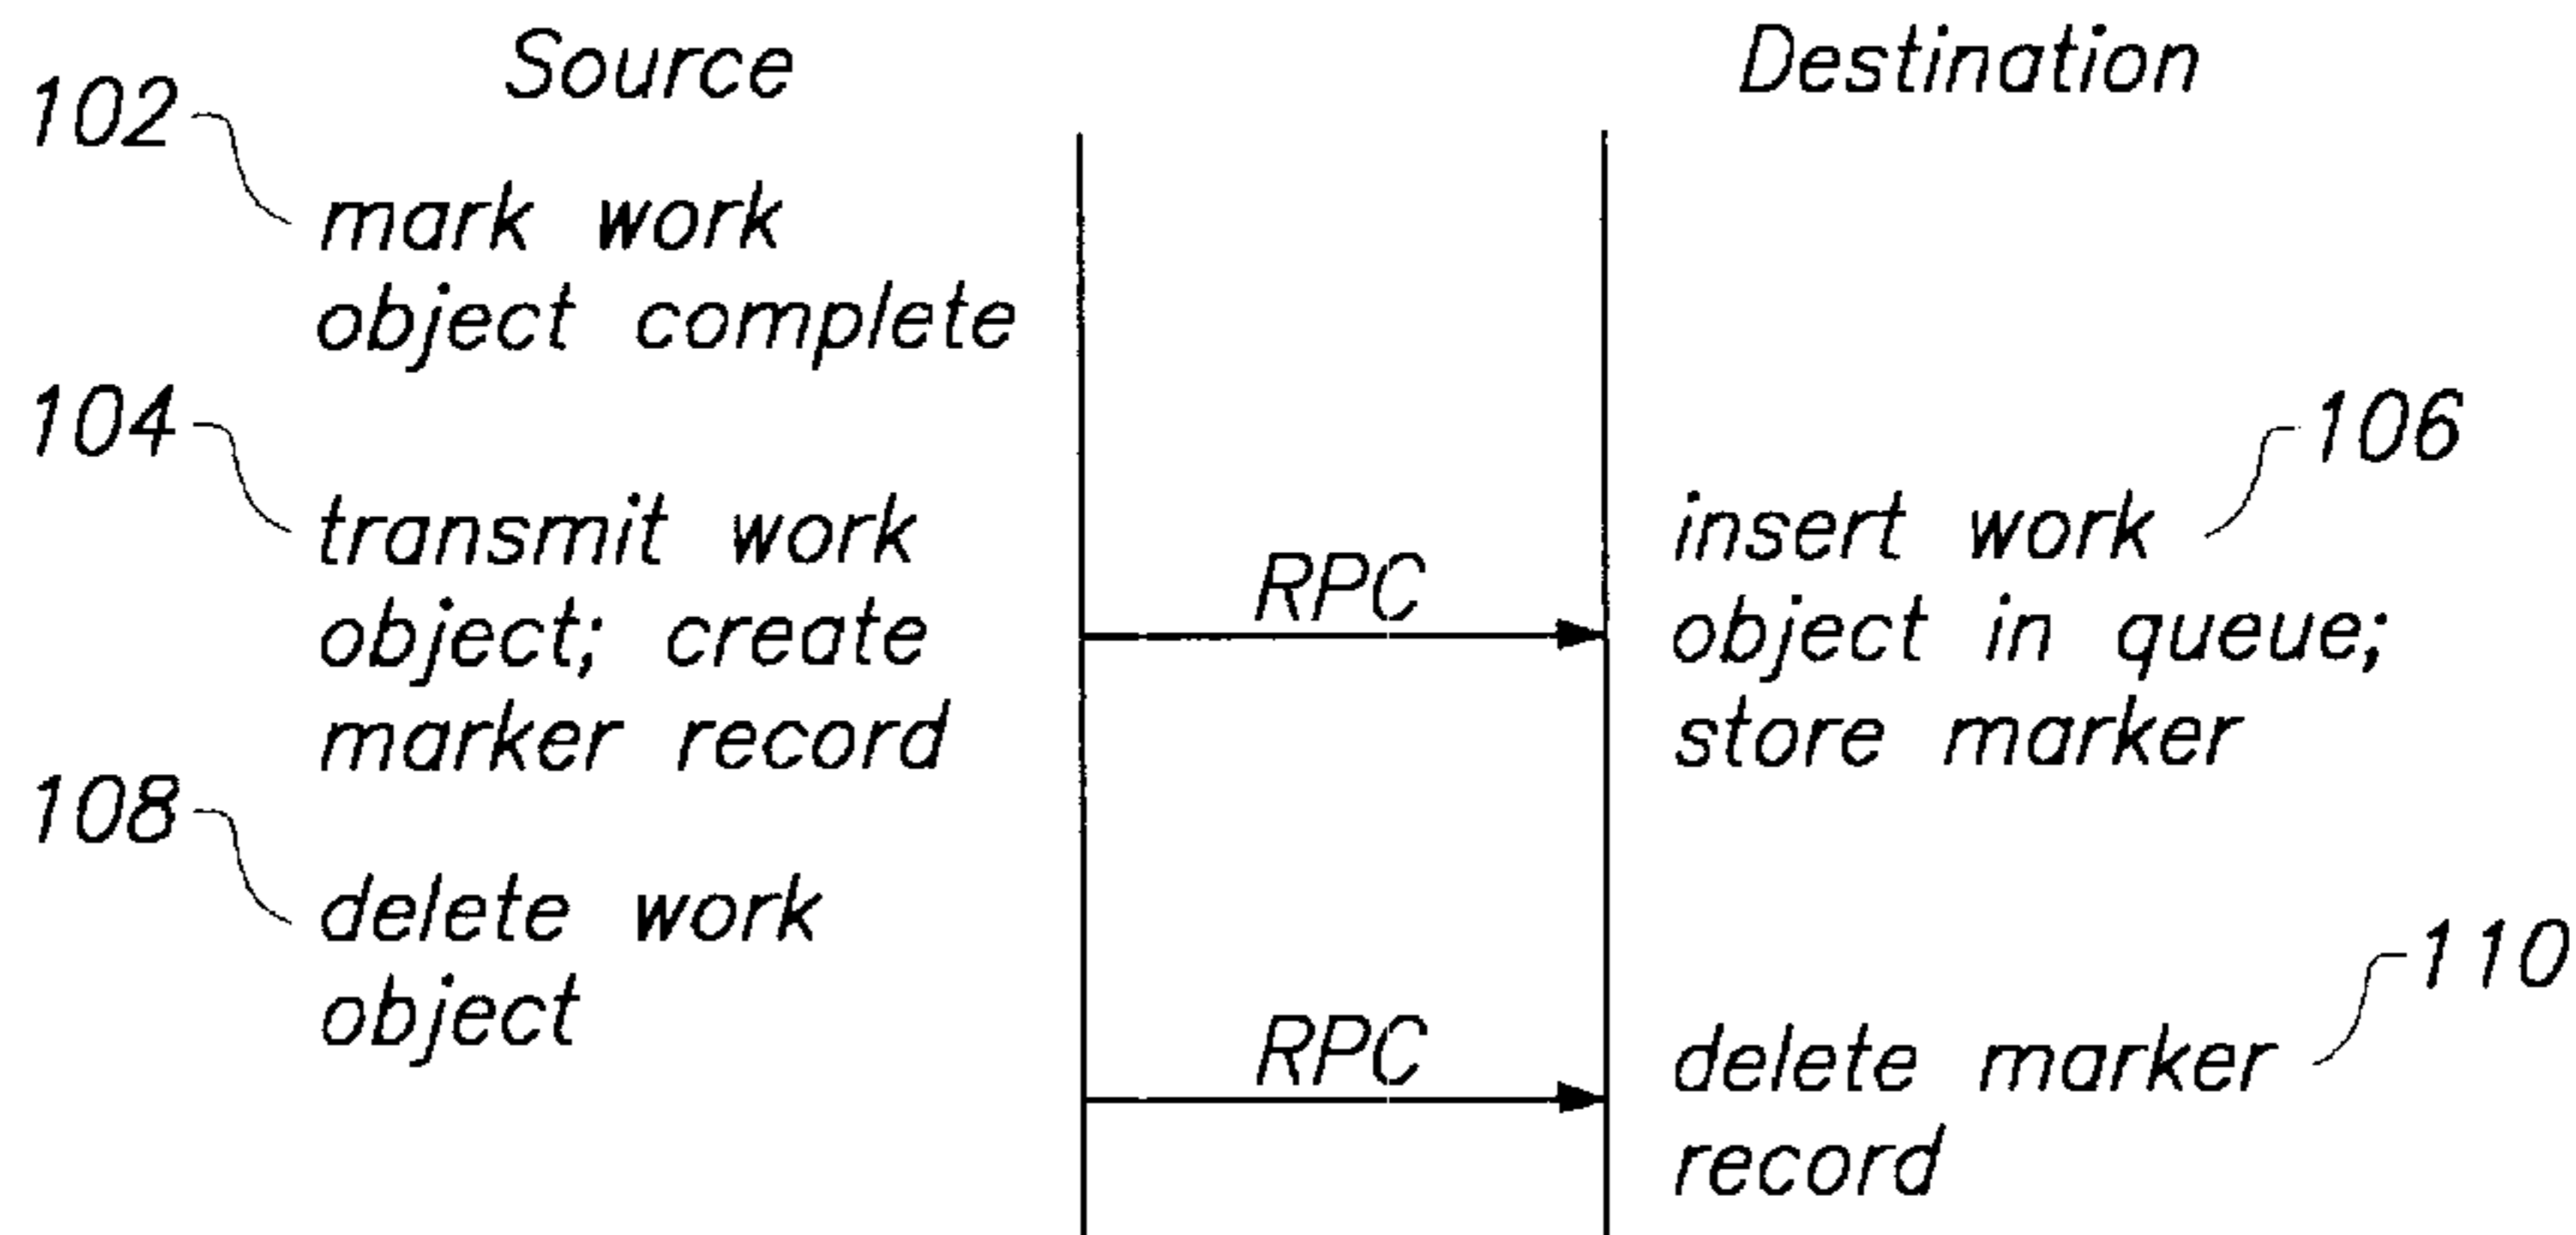 Source
Destination
102
mark work
object complete
104
transmit work
object; create
marker record
RPC
106
insert work
object in queue;
store marker
108
delete work
object
RPC
110
delete marker
record